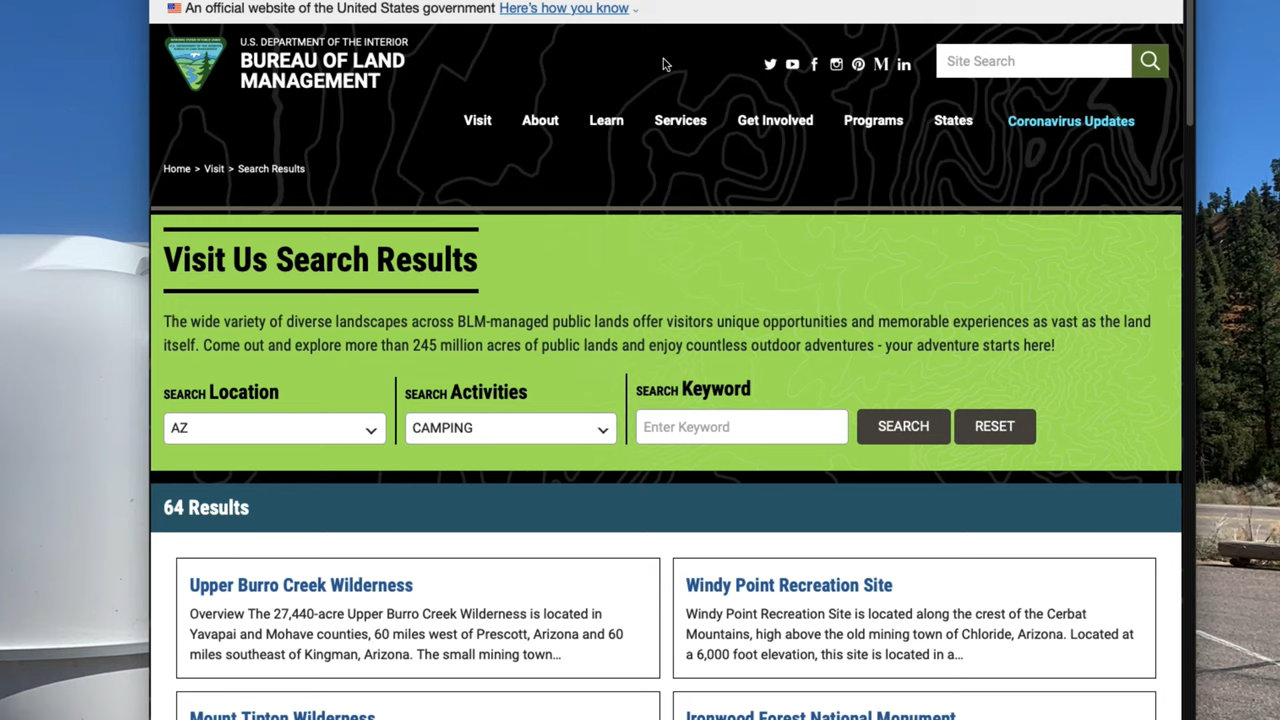 An official website of the United States government Here's how you know
U.S. DEPARTMENT OF THE INTERIOR
BUREAU OF LAND
MANAGEMENT
Site Search
Visit About Learn Services Get Involved Programs States Coronavirus Updates
Home > Visit > Search Results
Visit Us Search Results
The wide variety of diverse landscapes across BLM-managed public lands offer visitors unique opportunities and memorable experiences as vast as the land
itself. Come out and explore more than 245 million acres of public lands and enjoy countless outdoor adventures - your adventure starts here!
SEARCH Location
AZ
SEARCH Activities
CAMPING
SEARCH Keyword
Enter Keyword
SEARCH
RESET
64 Results
Upper Burro Creek Wilderness
Overview The 27,440-acre Upper Burro Creek Wilderness is located in
Yavapai and Mohave counties, 60 miles west of Prescott, Arizona and 60
miles southeast of Kingman, Arizona. The small mining town...
Windy Point Recreation Site
Windy Point Recreation Site is located along the crest of the Cerbat
Mountains, high above the old mining town of Chloride, Arizona. Located at
a 6,000 foot elevation, this site is located in a...
Mount Tipton Wilderness
Ironwood Forest National Monument